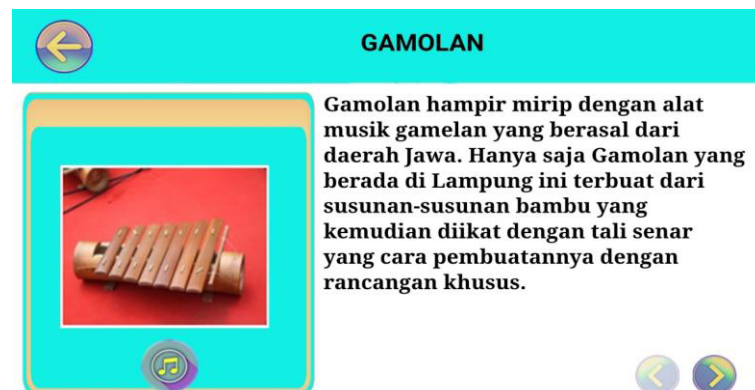 GAMOLAN
Gamolan hampir mirip dengan alat
musik gamelan yang berasal dari
daerah Jawa. Hanya saja Gamolan yang
berada di Lampung ini terbuat dari
susunan-susunan bambu yang
kemudian diikat dengan tali senar
yang cara pembuatannya dengan
rancangan khusus.